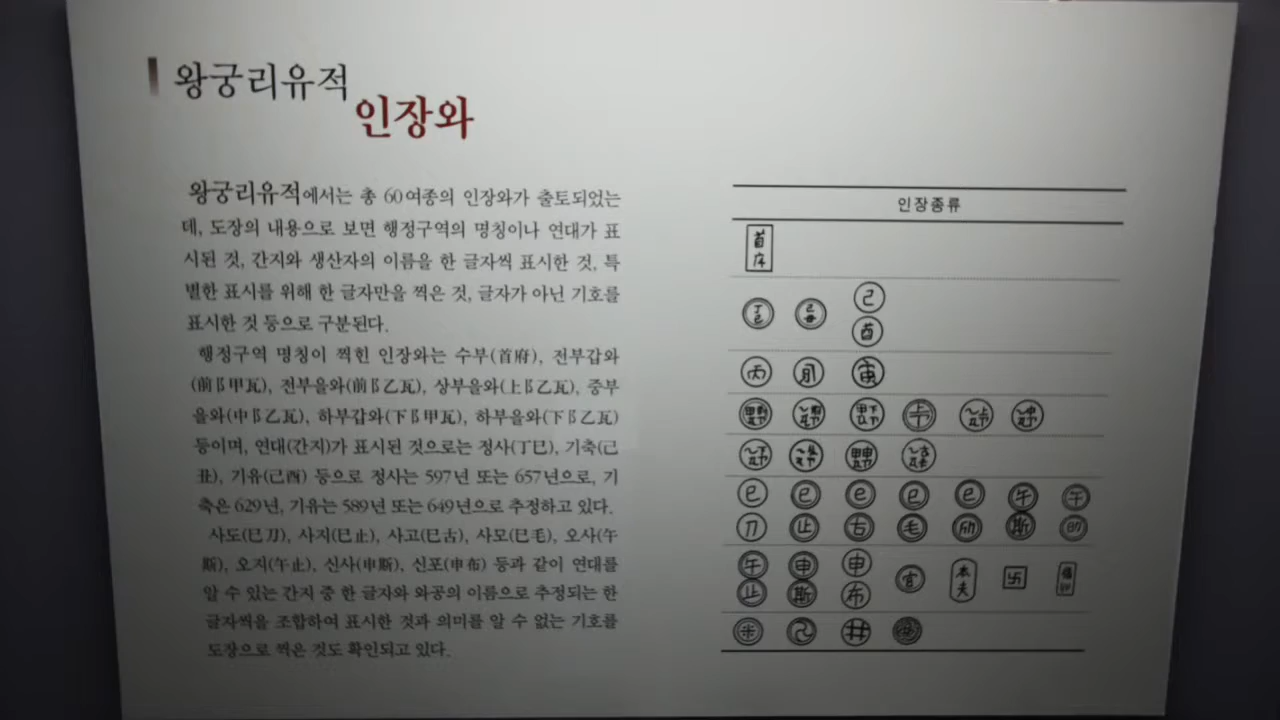 왕궁리유적
인장와
왕궁리유적에서는 총 60여종의 인장와가 출토되었는
데, 도장의 내용으로 보면 행정구역의 명칭이나 연대가 표
시된 것, 간지와 생산자의 이름을 한 글자씩 표시한 것, 특
별한 표시를 위해 한 글자만을 찍은 것, 글자가 아닌 기호를
표시한 것 등으로 구분된다.
행정구역 명칭이 찍힌 인장와는 수부(首府), 전부갑와
(前阝甲瓦), 전부을와(前阝乙瓦), 상부을와(上阝乙瓦), 중부
을와(中阝乙瓦), 하부갑와(下阝甲瓦), 하부을와(下阝乙瓦)
등이며, 연대(간지)가 표시된 것으로는 정사(丁巳), 기축(己
丑), 기유(己酉) 등으로 정사는 597년 또는 657년으로, 기
축은 629년, 기유는 589년 또는 649년으로 추정하고 있다.
사도(巳刀), 사지(巳止), 사고(巳古), 사모(巳毛), 오사(午
斯), 오지(午止), 신사(申斯), 신포(申布) 등과 같이 연대를
알 수 있는 간지 중 한 글자와 와공의 이름으로 추정되는 한
글자씩을 조합하여 표시한 것과 의미를 알 수 없는 기호를
도장으로 찍은 것도 확인되고 있다.
인장종류
首
府
己
酉
丙
巳 巳 巳 巳 巳 午 午
刀 止 古 毛 斯
午 申 申 官 本夫 卍
止 斯 布